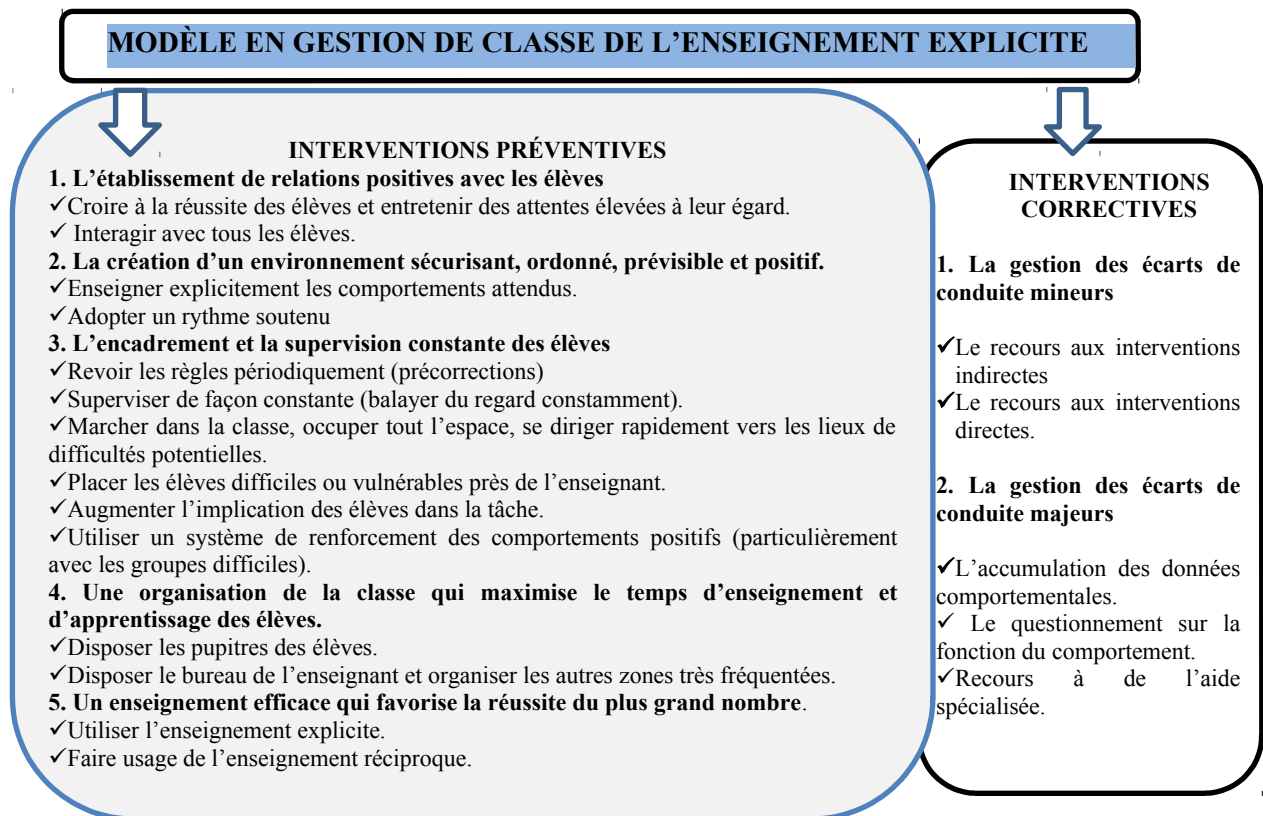 MODÈLE EN GESTION DE CLASSE DE L’ENSEIGNEMENT EXPLICITE
INTERVENTIONS PRÉVENTIVES
1. L’établissement de relations positives avec les élèves
✓Croire à la réussite des élèves et entretenir des attentes élevées à leur égard.
✓ Interagir avec tous les élèves.
2. La création d’un environnement sécurisant, ordonné, prévisible et positif.
✓Enseigner explicitement les comportements attendus.
✓Adopter un rythme soutenu
3. L’encadrement et la supervision constante des élèves
✓Revoir les règles périodiquement (précorrections)
✓Superviser de façon constante (balayer du regard constamment).
✓Marcher dans la classe, occuper tout l’espace, se diriger rapidement vers les lieux de
difficultés potentielles.
✓Placer les élèves difficiles ou vulnérables près de l’enseignant.
✓Augmenter l’implication des élèves dans la tâche.
✓Utiliser un système de renforcement des comportements positifs (particulièrement
avec les groupes difficiles).
4. Une organisation de la classe qui maximise le temps d’enseignement et
d’apprentissage des élèves.
✓Disposer les pupitres des élèves.
✓Disposer le bureau de l’enseignant et organiser les autres zones très fréquentées.
5. Un enseignement efficace qui favorise la réussite du plus grand nombre.
✓Utiliser l’enseignement explicite.
✓Faire usage de l’enseignement réciproque.
INTERVENTIONS
CORRECTIVES
1. La gestion des écarts de
conduite mineurs
✓Le recours aux interventions
indirectes
✓Le recours aux interventions
directes.
2. La gestion des écarts de
conduite majeurs
✓L’accumulation des données
comportementales.
✓ Le questionnement sur la
fonction du comportement.
✓Recours à de l’aide
spécialisée.